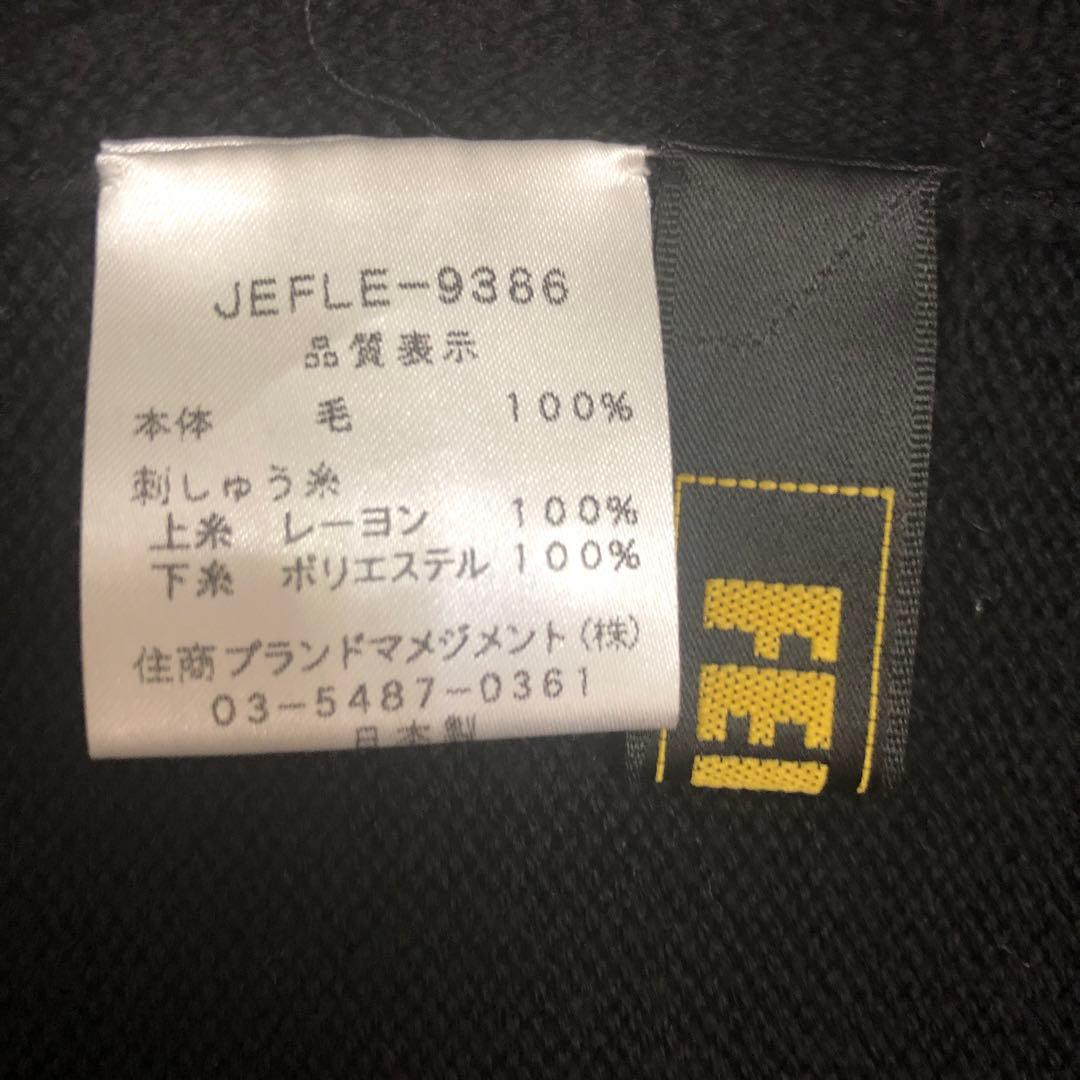 JEFLE-9386
品質表示
本体 毛 100%
刺しゅう糸
上糸 レーヨン 100%
下糸 ポリエステル 100%
住商ブランドマメジメント(株)
03-5487-0361
日本製
FEI